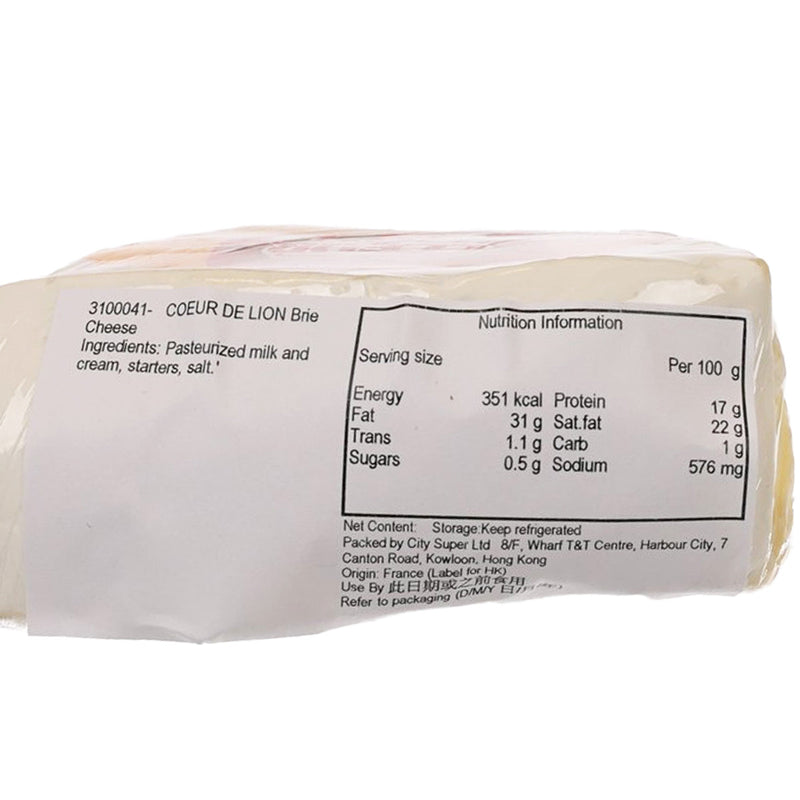 3100041- COEUR DE LION Brie
Cheese
Ingredients: Pasteurized milk and
cream, starters, salt.'
Nutrition Information
Serving size Per 100 g
Energy 351 kcal Protein 17 g
Fat 31 g Sat.fat 22 g
Trans 1.1 g Carb 1 g
Sugars 0.5 g Sodium 576 mg
Net Content: Storage:Keep refrigerated
Packed by City Super Ltd 8/F, Wharf T&T Centre, Harbour City, 7
Canton Road, Kowloon, Hong Kong
Origin: France (Label for HK)
Use By 此日期或之前食用
Refer to packaging (D/M/Y 日/月